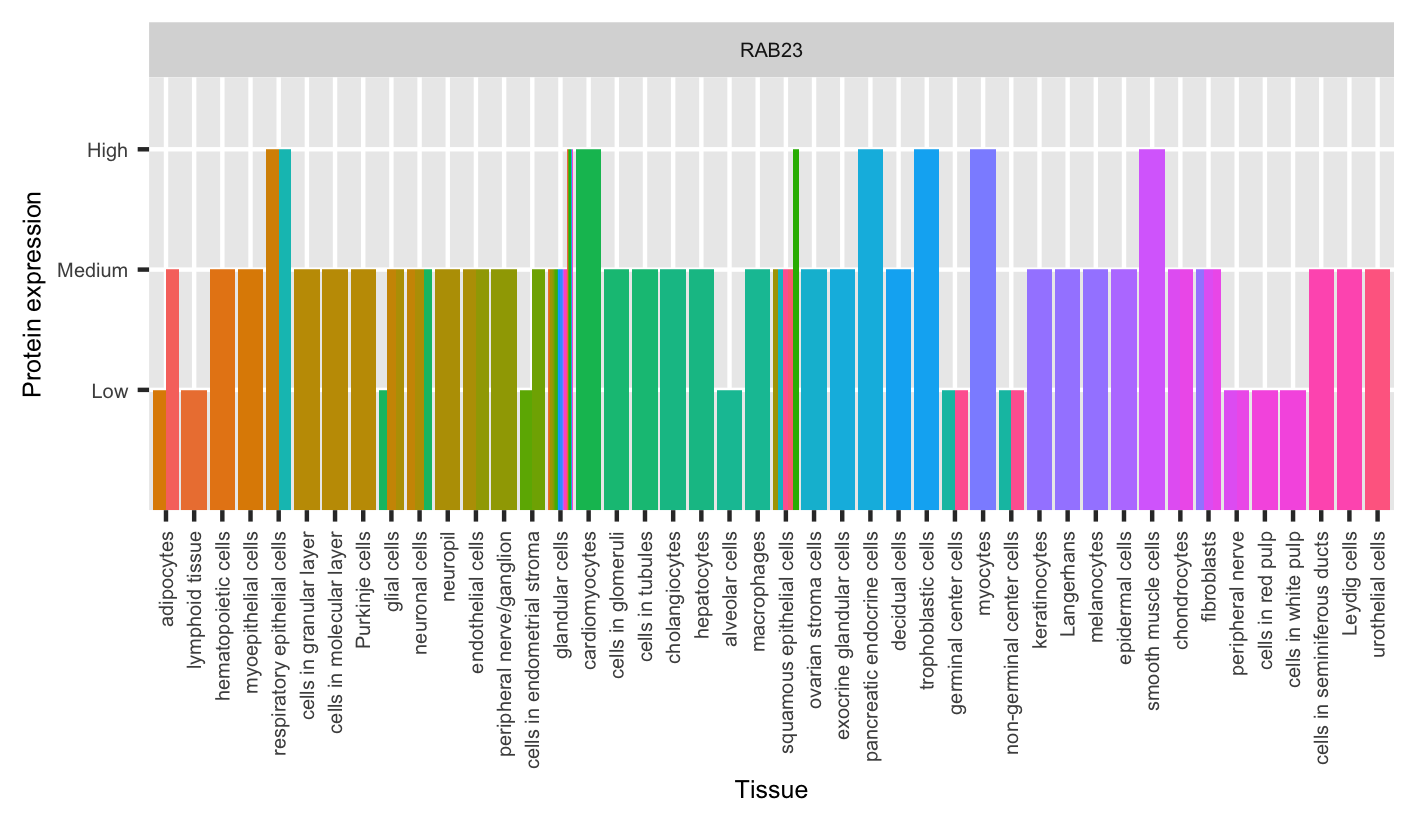 RAB23
Protein expression
High
Medium
Low
adipocytes
lymphoid tissue
hematopoietic cells
myoepithelial cells
respiratory epithelial cells
cells in granular layer
cells in molecular layer
Purkinje cells
glial cells
neuronal cells
neuropil
endothelial cells
peripheral nerve/ganglion
cells in endometrial stroma
glandular cells
cardiomyocytes
cells in glomeruli
cells in tubules
cholangiocytes
hepatocytes
alveolar cells
macrophages
squamous epithelial cells
ovarian stroma cells
exocrine glandular cells
pancreatic endocrine cells
decidual cells
trophoblastic cells
germinal center cells
myocytes
non-germinal center cells
keratinocytes
Langerhans
melanocytes
epidermal cells
smooth muscle cells
chondrocytes
fibroblasts
peripheral nerve
cells in red pulp
cells in white pulp
cells in seminiferous ducts
Leydig cells
urothelial cells
Tissue